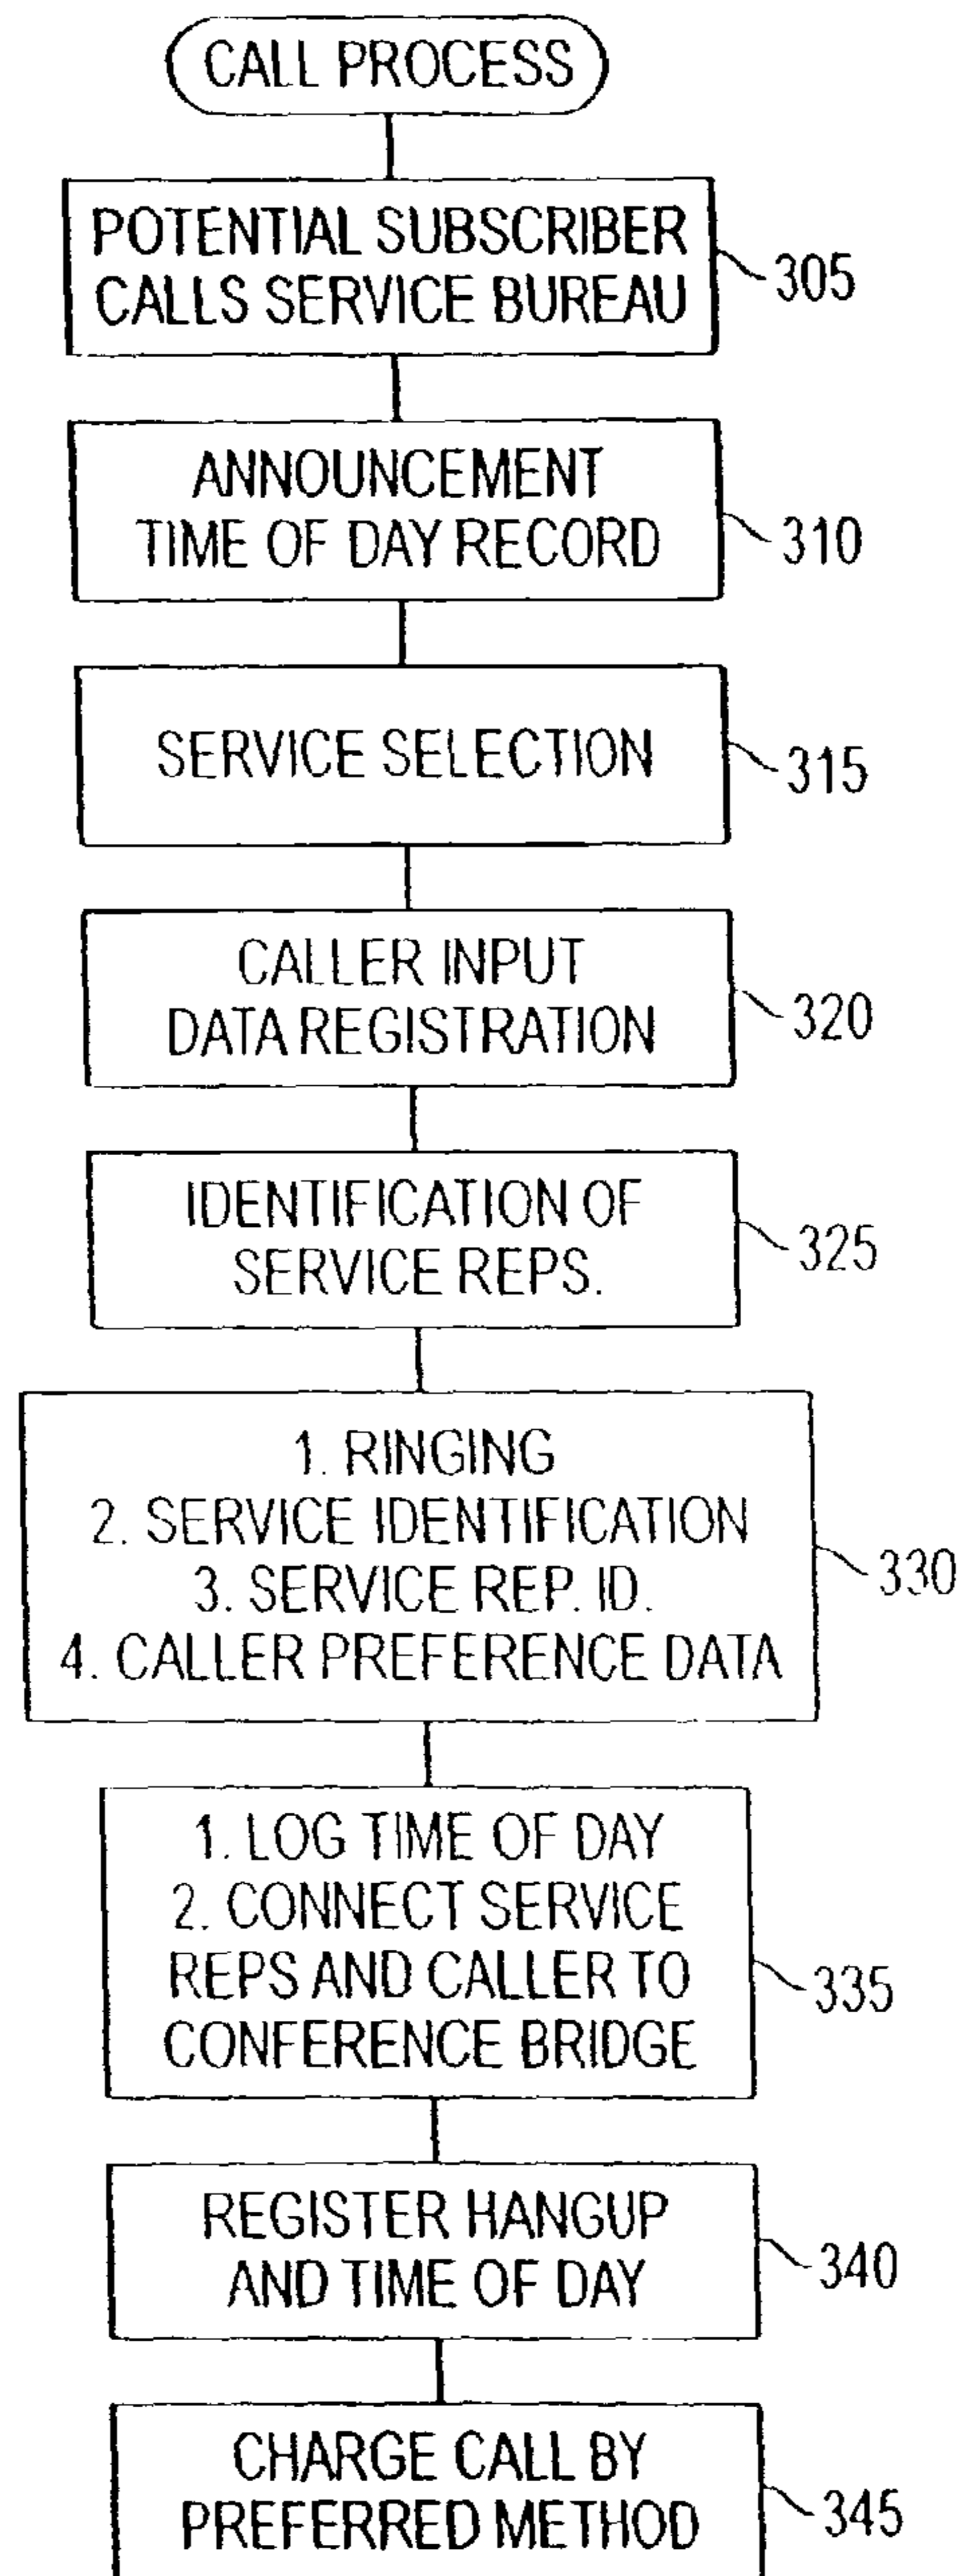 CALL PROCESS
POTENTIAL SUBSCRIBER
CALLS SERVICE BUREAU
305
ANNOUNCEMENT
TIME OF DAY RECORD
310
SERVICE SELECTION
315
CALLER INPUT
DATA REGISTRATION
320
IDENTIFICATION OF
SERVICE REPS.
325
1. RINGING
2. SERVICE IDENTIFICATION
3. SERVICE REP. ID.
4. CALLER PREFERENCE DATA
330
1. LOG TIME OF DAY
2. CONNECT SERVICE
REPS AND CALLER TO
CONFERENCE BRIDGE
335
REGISTER HANGUP
AND TIME OF DAY
340
CHARGE CALL BY
PREFERRED METHOD
345